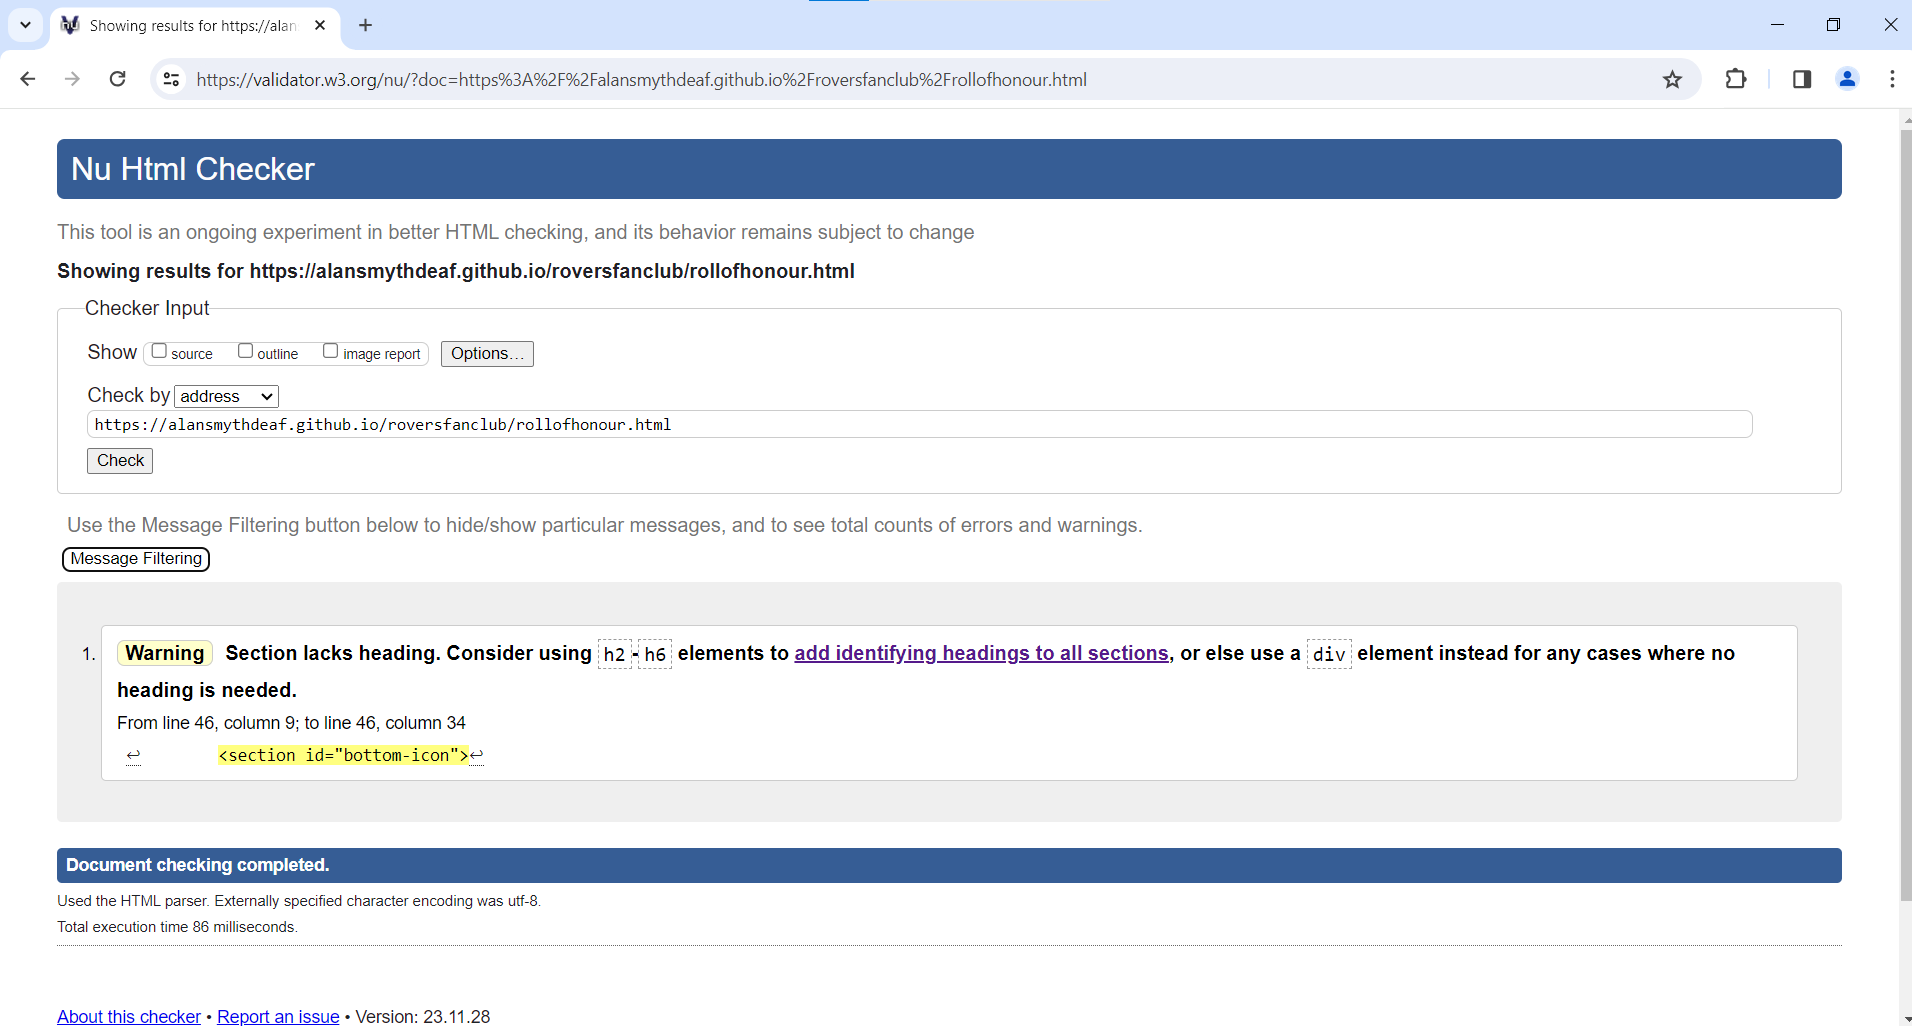 Showing results for https://alan
https://validator.w3.org/nu/?doc=https%3A%2F%2Falansmythdeaf.github.io%2Froversfanclub%2Frollofhonour.html
Nu Html Checker
This tool is an ongoing experiment in better HTML checking, and its behavior remains subject to change
Showing results for https://alansmythdeaf.github.io/roversfanclub/rollofhonour.html
Checker Input
Show source outline image report Options…
Check by address
https://alansmythdeaf.github.io/roversfanclub/rollofhonour.html
Check
Use the Message Filtering button below to hide/show particular messages, and to see total counts of errors and warnings.
Message Filtering
1. Warning Section lacks heading. Consider using h2-h6 elements to add identifying headings to all sections, or else use a div element instead for any cases where no
heading is needed.
From line 46, column 9; to line 46, column 34
↩ <section id="bottom-icon">↩
Document checking completed.
Used the HTML parser. Externally specified character encoding was utf-8.
Total execution time 86 milliseconds.
About this checker • Report an issue • Version: 23.11.28